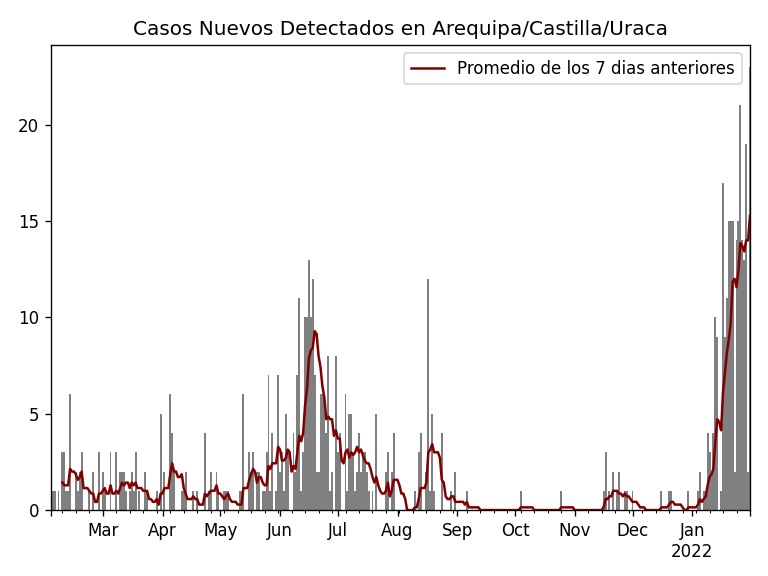 Casos Nuevos Detectados en Arequipa/Castilla/Uraca
Promedio de los 7 dias anteriores
20
15
10
5
0
Mar Apr May Jun Jul Aug Sep Oct Nov Dec Jan
2022